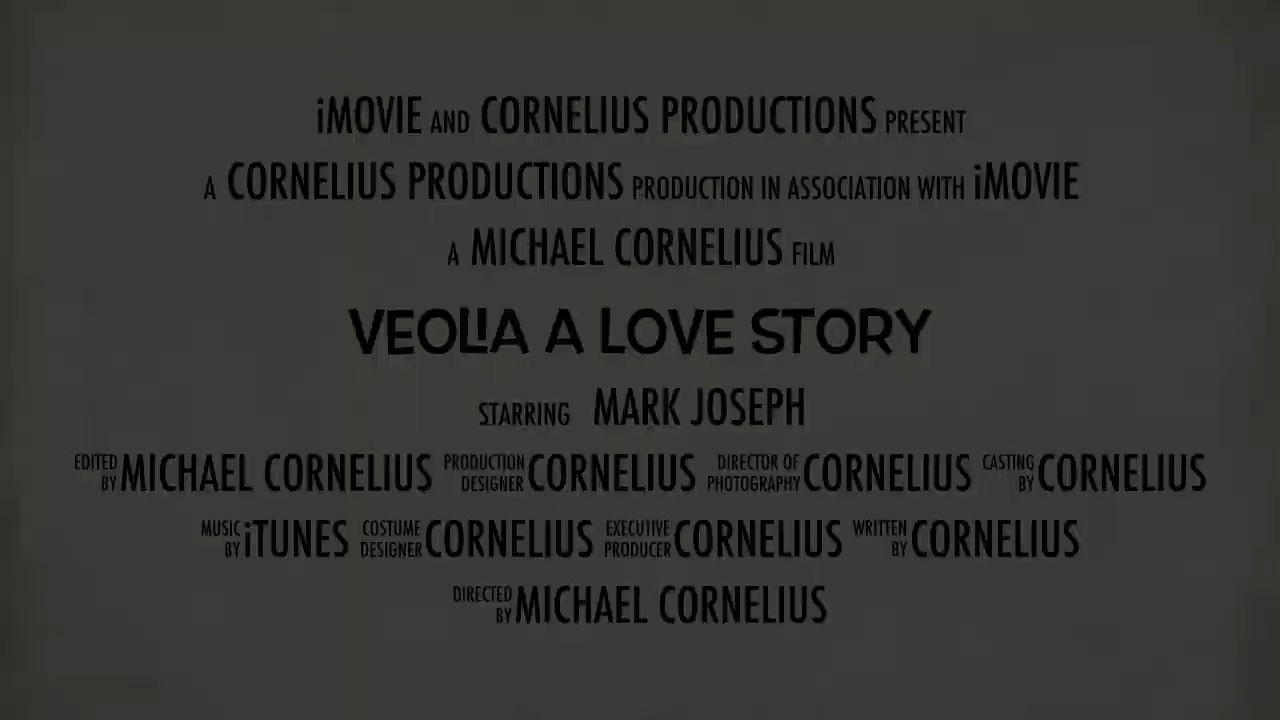 iMOVIE AND CORNELIUS PRODUCTIONS PRESENT
A CORNELIUS PRODUCTIONS PRODUCTION IN ASSOCIATION WITH iMOVIE
A MICHAEL CORNELIUS FILM
VEOLIA A LOVE STORY
STARRING MARK JOSEPH
EDITED BY MICHAEL CORNELIUS PRODUCTION DESIGNER CORNELIUS DIRECTOR OF PHOTOGRAPHY CORNELIUS CASTING BY CORNELIUS
MUSIC BY iTUNES COSTUME DESIGNER CORNELIUS EXECUTIVE PRODUCER CORNELIUS WRITTEN BY CORNELIUS
DIRECTED BY MICHAEL CORNELIUS